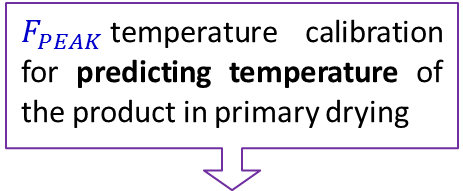 F_PEAK temperature calibration
for predicting temperature of
the product in primary drying